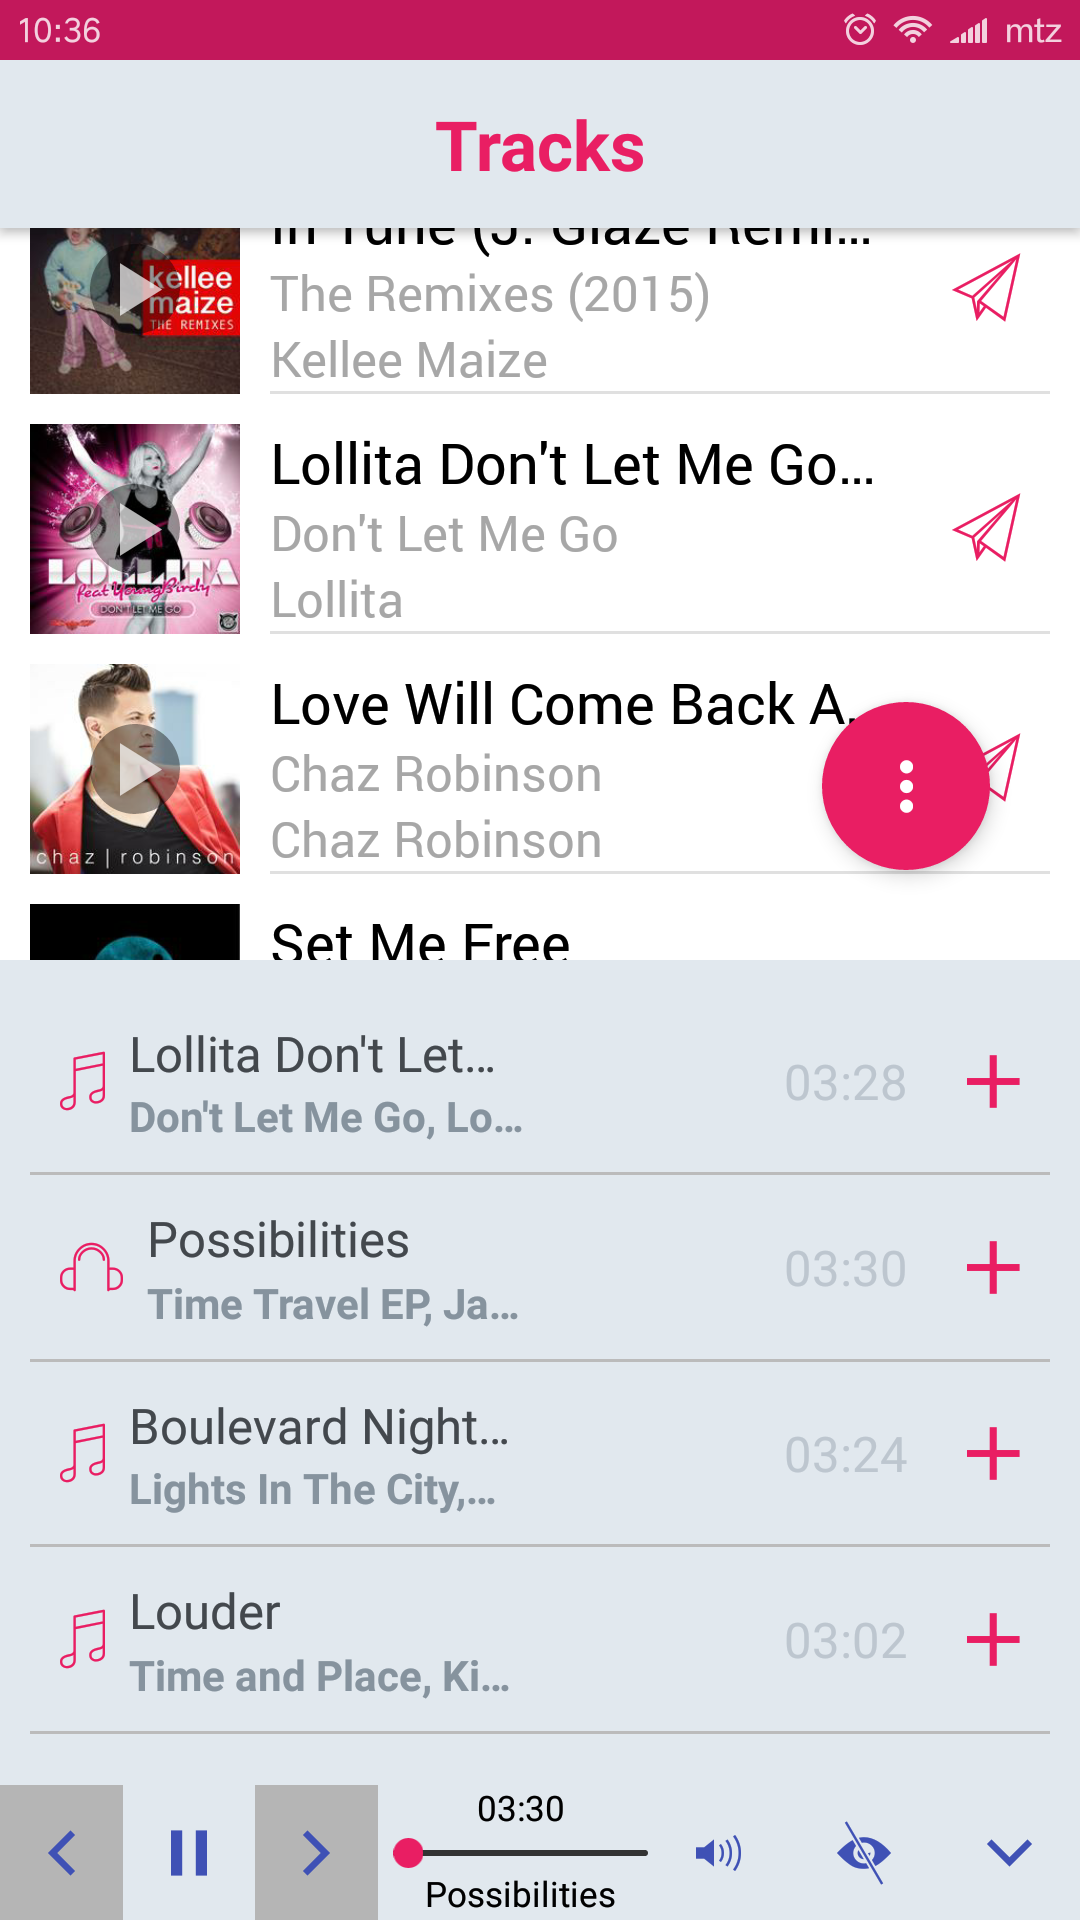 10:36
mtz
Tracks
In Tune (J. Glaze Remi...
kellee
maize
THE REMIXES
The Remixes (2015)
Kellee Maize
Lollita Don't Let Me Go...
LOLLITA
feat YoungBirdy
DON'T LET ME GO
Don't Let Me Go
Lollita
Love Will Come Back A.
Chaz Robinson
Chaz Robinson
chaz | robinson
Set Me Free
Lollita Don't Let...
Don't Let Me Go, Lo...
03:28
Possibilities
Time Travel EP, Ja...
03:30
Boulevard Night...
Lights In The City,...
03:24
Louder
Time and Place, Ki...
03:02
03:30
Possibilities